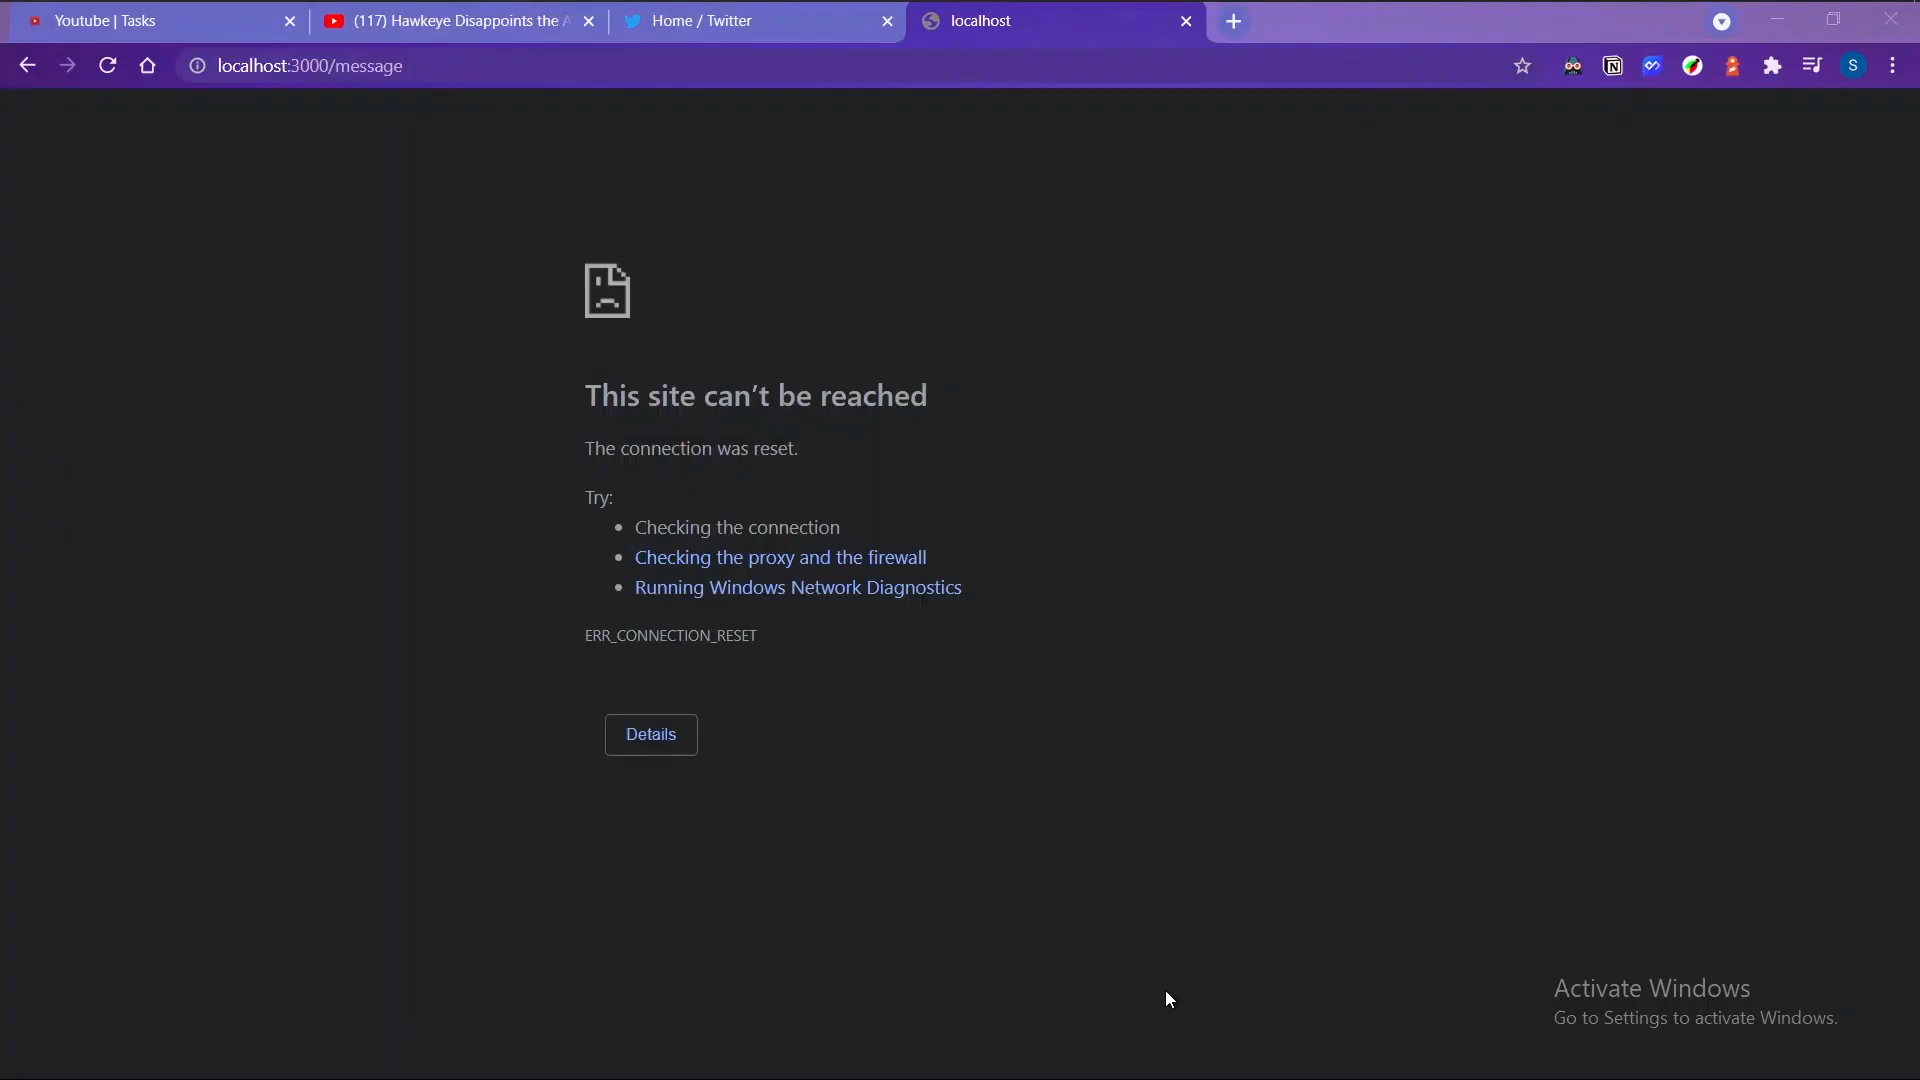 Youtube | Tasks
(117) Hawkeye Disappoints the A
Home / Twitter
localhost
localhost:3000/message
S
This site can't be reached
The connection was reset.
Try:
Checking the connection
Checking the proxy and the firewall
Running Windows Network Diagnostics
ERR_CONNECTION_RESET
Details
Activate Windows
Go to Settings to activate Windows.